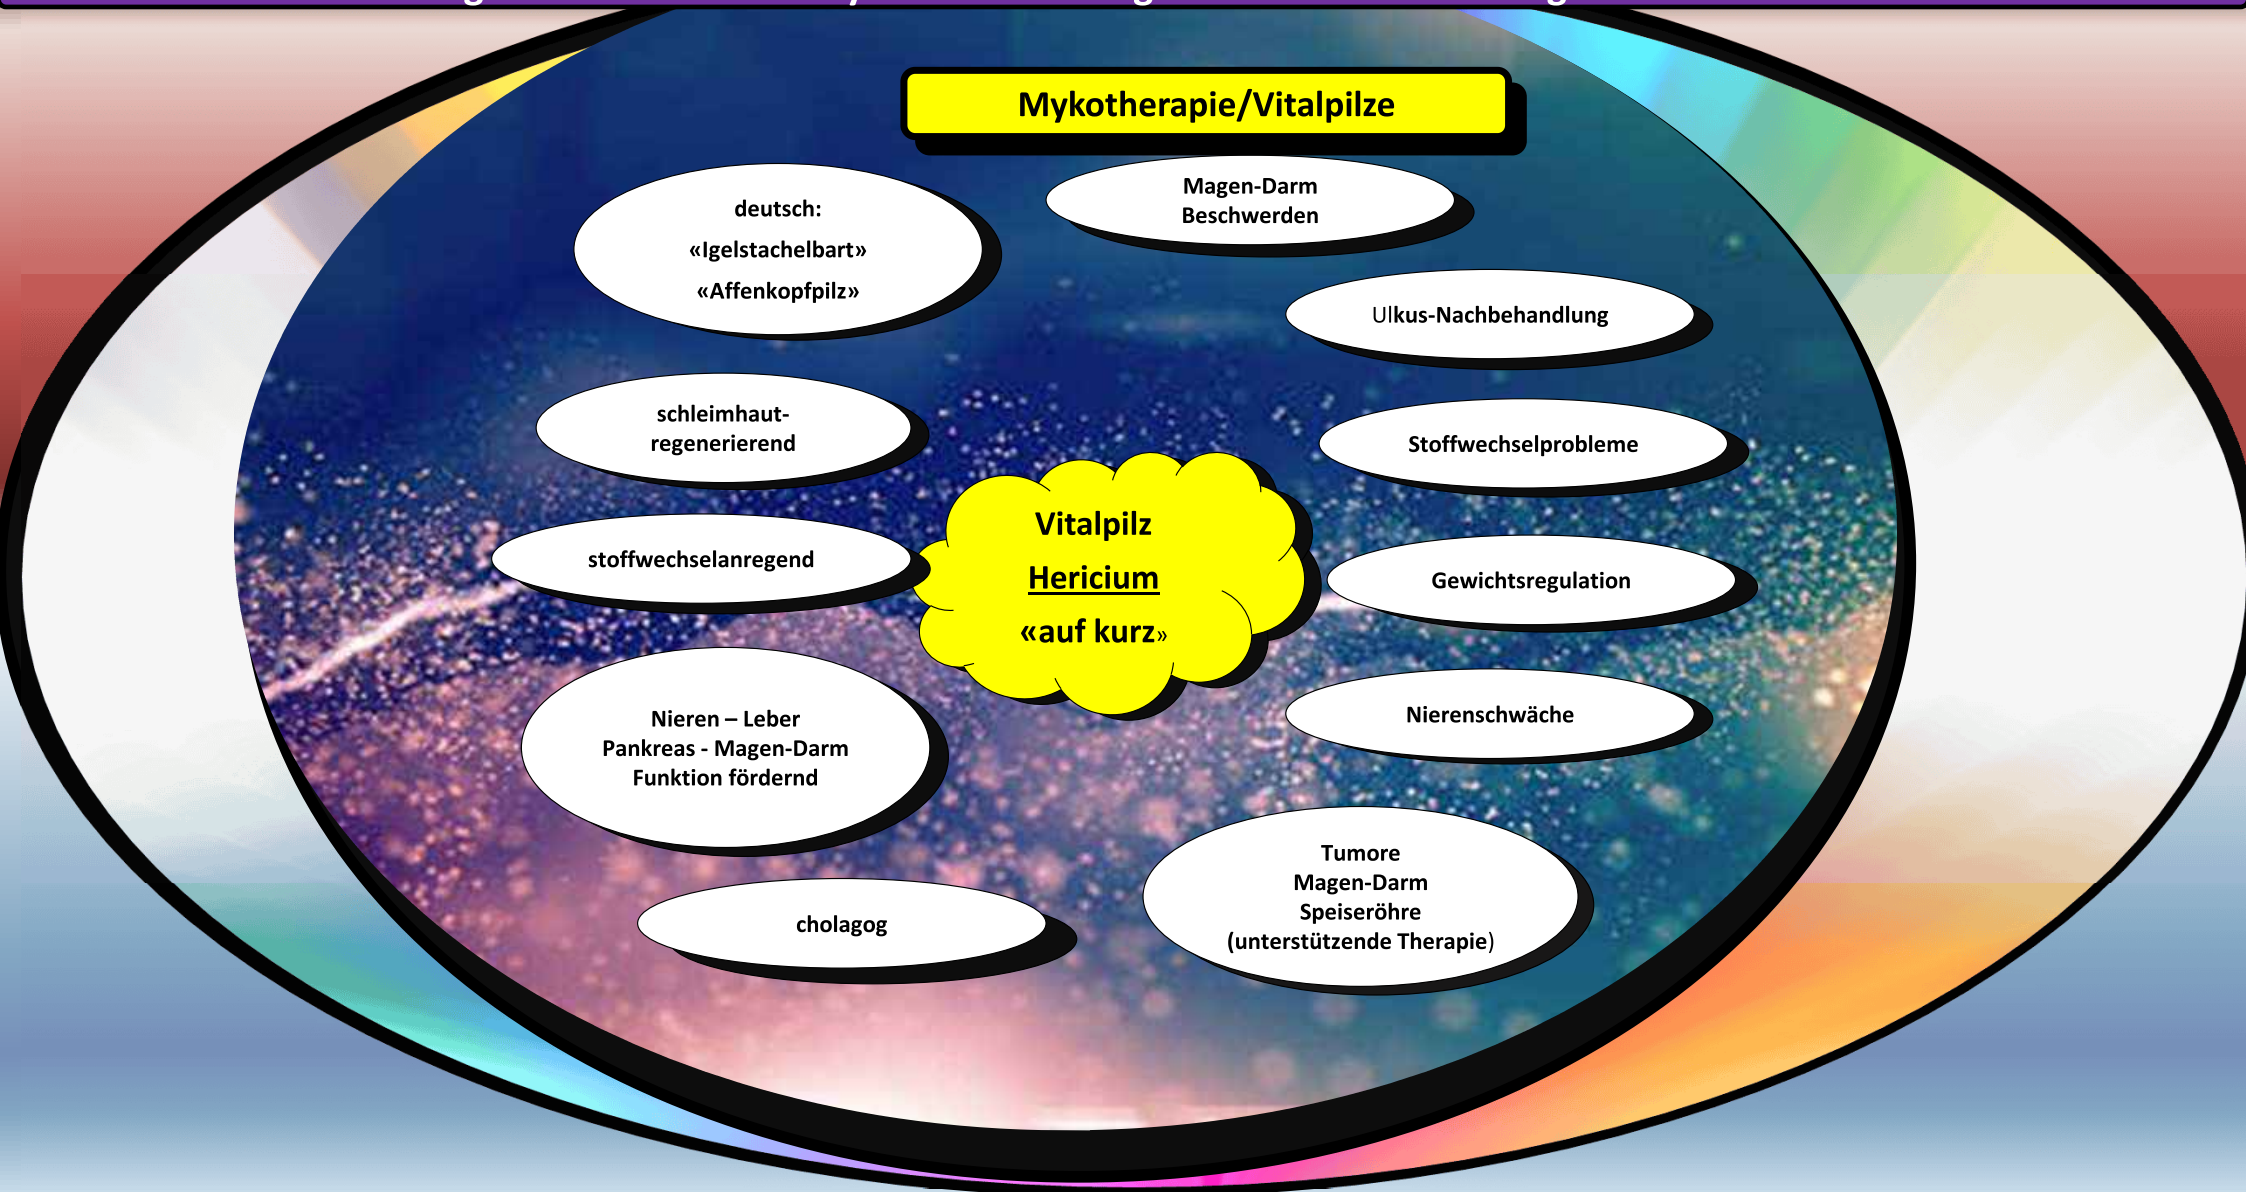 Mykotherapie/Vitalpilze
deutsch:
«Igelstachelbart»
«Affenkopfpilz»
Magen-Darm
Beschwerden
Ulkus-Nachbehandlung
schleimhaut-
regenerierend
Stoffwechselprobleme
stoffwechselanregend
Vitalpilz
Hericium
«auf kurz»
Gewichtsregulation
Nieren – Leber
Pankreas - Magen-Darm
Funktion fördernd
Nierenschwäche
cholagog
Tumore
Magen-Darm
Speiseröhre
(unterstützende Therapie)